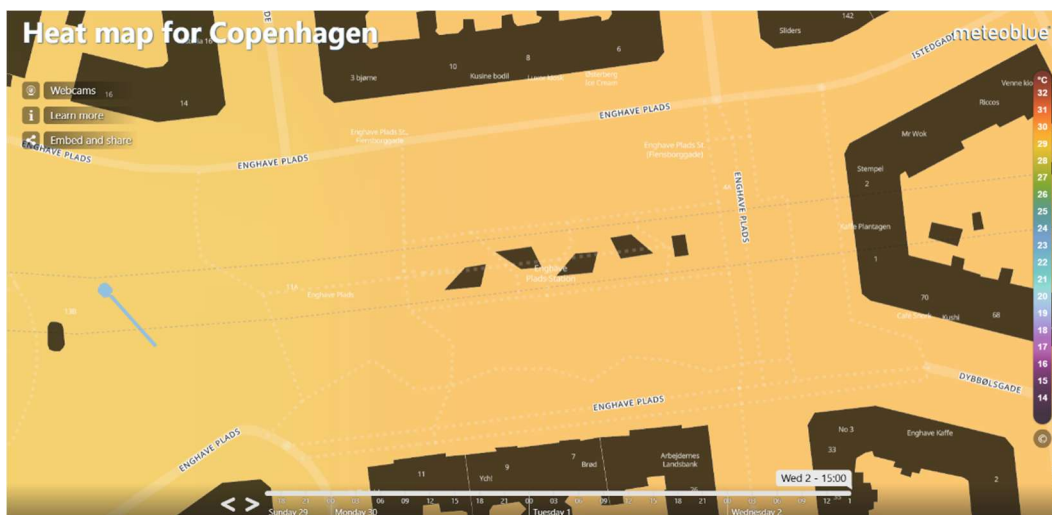 Heat map for Copenhagen
meteoblue
Webcams
Learn more
Embed and share
142
Sliders
ISTEDGADE
6
8
10
3 bjørne
Kusine bodil
Østerberg
Ice Cream
16
14
Venne kio
Riccos
Mr Wok
Stempel
2
Kaffe Plantagen
1
70
68
Café Snork
Kushi
ENGHAVE PLADS
ENGHAVE PLADS
ENGHAVE PLADS
ENGHAVE PLADS
Enghave Plads St.
Enghave Plads St
(Flensborggade)
Enghave
Plads Station
Enghave Plads
13B
°C
32
31
30
29
28
27
26
25
24
23
22
21
20
19
18
17
16
15
14
©
DYBBØLSGADE
ENGHAVE PLADS
ENGHAVE PLADS
No 3
33
Enghave Kaffe
2
11
9
7
Ych!
Brød
Arbejdernes
Landsbank
Wed 2 - 15:00
Sunday 29
Monday 30
Tuesday 1
Wednesday 2